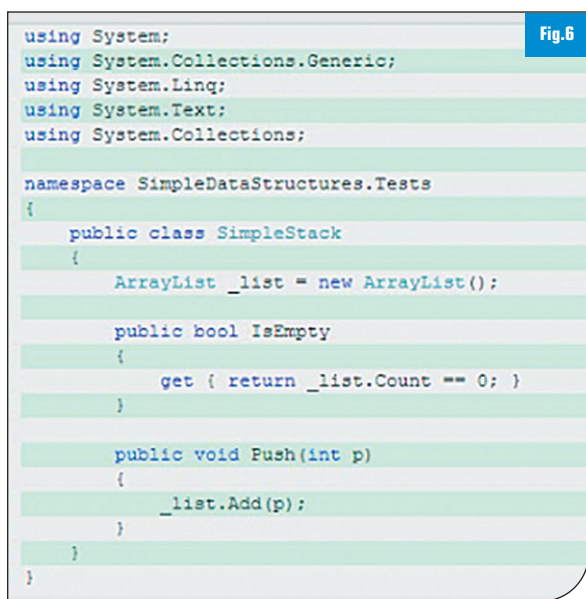 Fig.6
using System;
using System.Collections.Generic;
using System.Linq;
using System.Text;
using System.Collections;
namespace SimpleDataStructures.Tests
{
    public class SimpleStack
    {
        ArrayList _list = new ArrayList();
        public bool IsEmpty
        {
            get { return _list.Count == 0; }
        }
        public void Push(int p)
        {
            _list.Add(p);
        }
    }
}